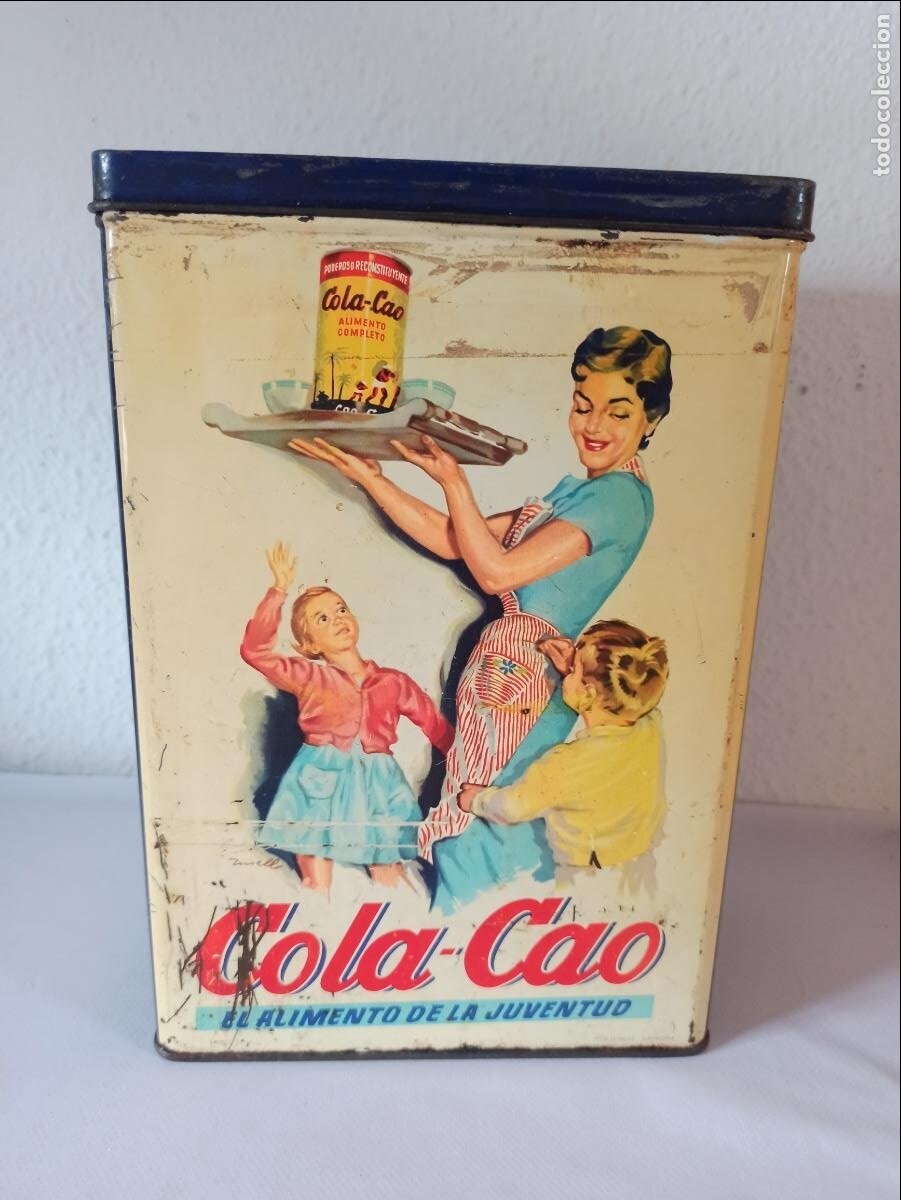 todocoleccion
PODEROSO RECONSTITUYENTE
Cola-Cao
ALIMENTO
COMPLETO
Cola-Cao
EL ALIMENTO DE LA JUVENTUD